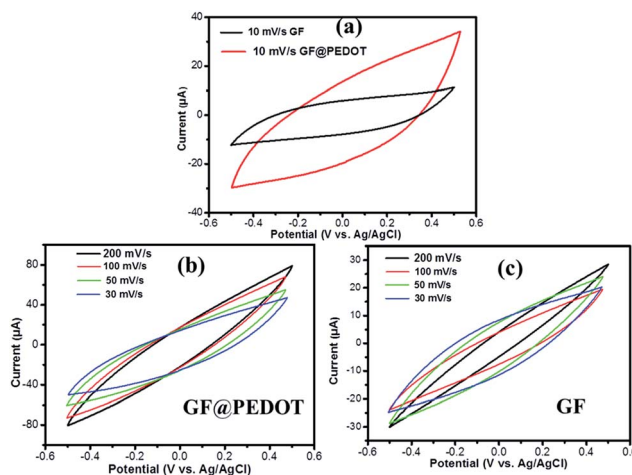 (a)
10 mV/s GF
10 mV/s GF@PEDOT
Current (µA)
40
20
0
-20
-40
-0.6 -0.4 -0.2 0.0 0.2 0.4 0.6
Potential (V vs. Ag/AgCl)
(b)
200 mV/s
100 mV/s
50 mV/s
30 mV/s
GF@PEDOT
Current (µA)
80
40
0
-40
-80
-0.6 -0.4 -0.2 0.0 0.2 0.4 0.6
Potential (V vs. Ag/AgCl)
(c)
200 mV/s
100 mV/s
50 mV/s
30 mV/s
GF
Current (µA)
30
20
10
0
-10
-20
-30
-0.6 -0.4 -0.2 0.0 0.2 0.4 0.6
Potential (V vs. Ag/AgCl)